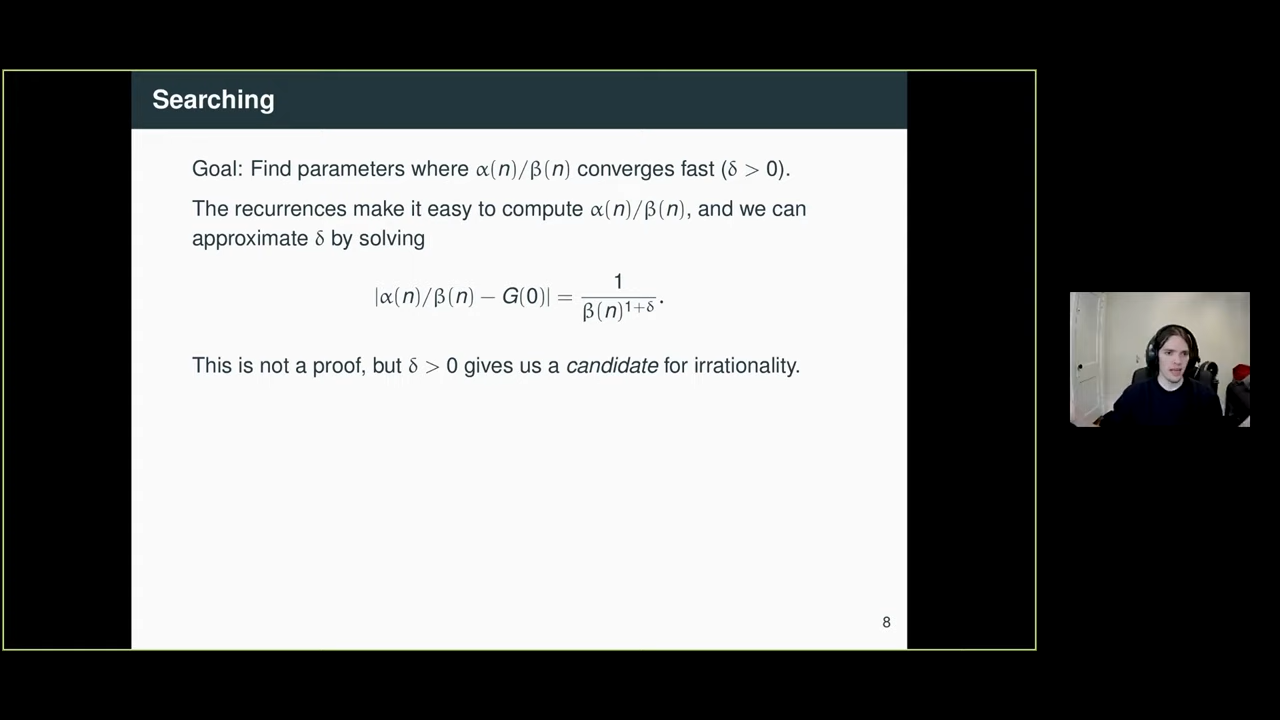 Searching
Goal: Find parameters where α(n)/β(n) converges fast (δ > 0).
The recurrences make it easy to compute α(n)/β(n), and we can
approximate δ by solving
|α(n)/β(n) − G(0)| = 1 / β(n)^{1+δ}.
This is not a proof, but δ > 0 gives us a candidate for irrationality.
8